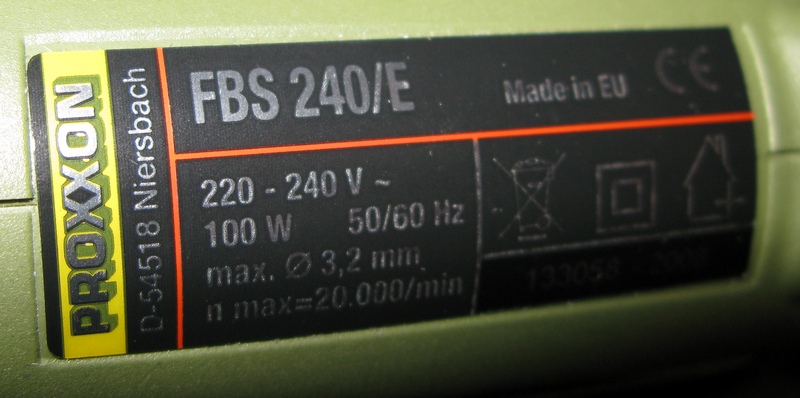 PROXXON
D-54518 Niersbach
FBS 240/E
Made in EU
CE
220 - 240 V ~
100 W 50/60 Hz
max. Ø 3,2 mm
n max=20.000/min